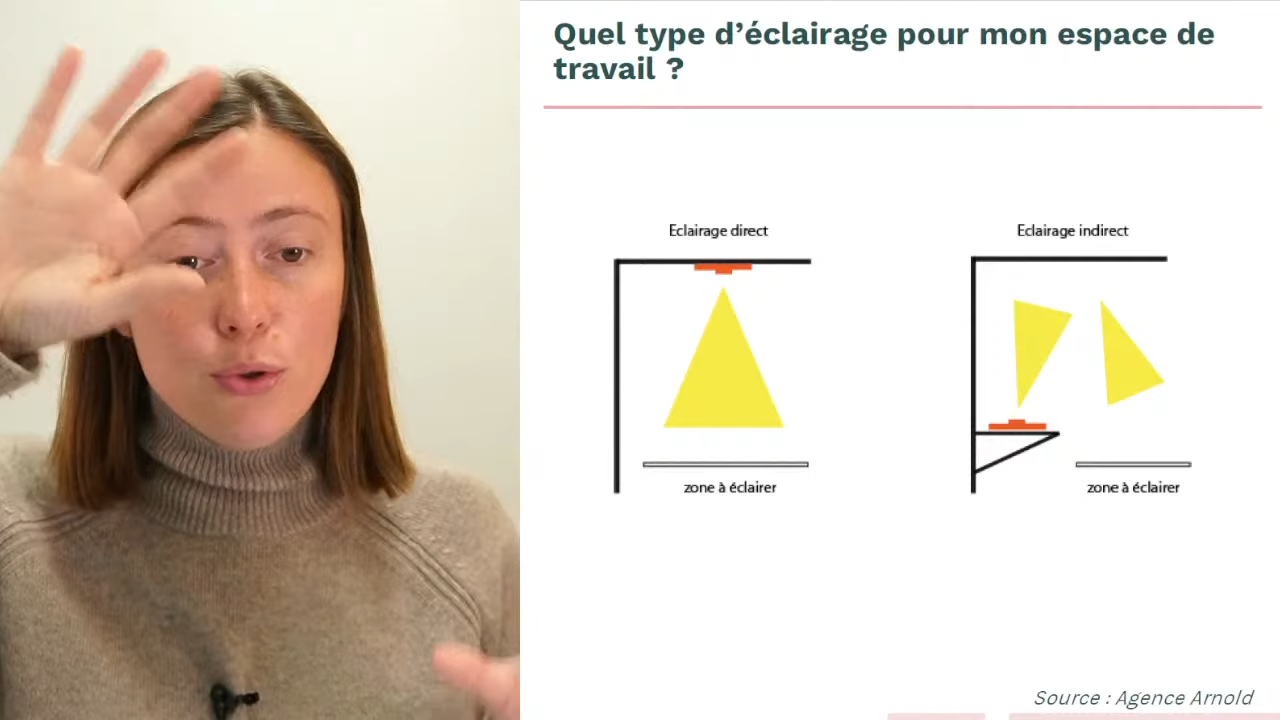 Quel type d’éclairage pour mon espace de
travail ?
Eclairage direct
Eclairage indirect
zone à éclairer
zone à éclairer
Source : Agence Arnold